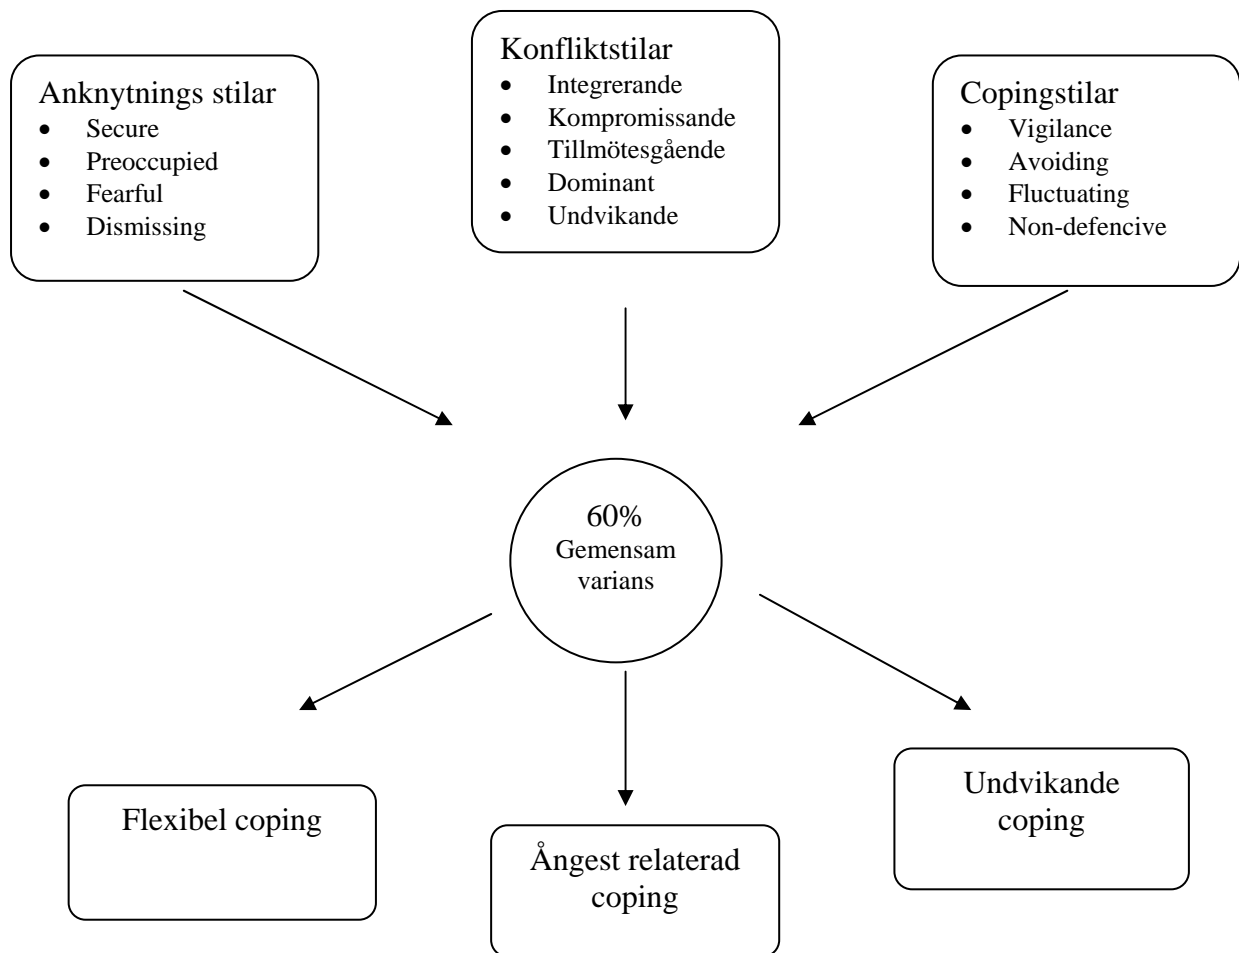 Anknytnings stilar
• Secure
• Preoccupied
• Fearful
• Dismissing
Konfliktstilar
• Integrerande
• Kompromissande
• Tillmötesgående
• Dominant
• Undvikande
Copingstilar
• Vigilance
• Avoiding
• Fluctuating
• Non-defencive
60%
Gemensam
varians
Flexibel coping
Ångest relaterad
coping
Undvikande
coping